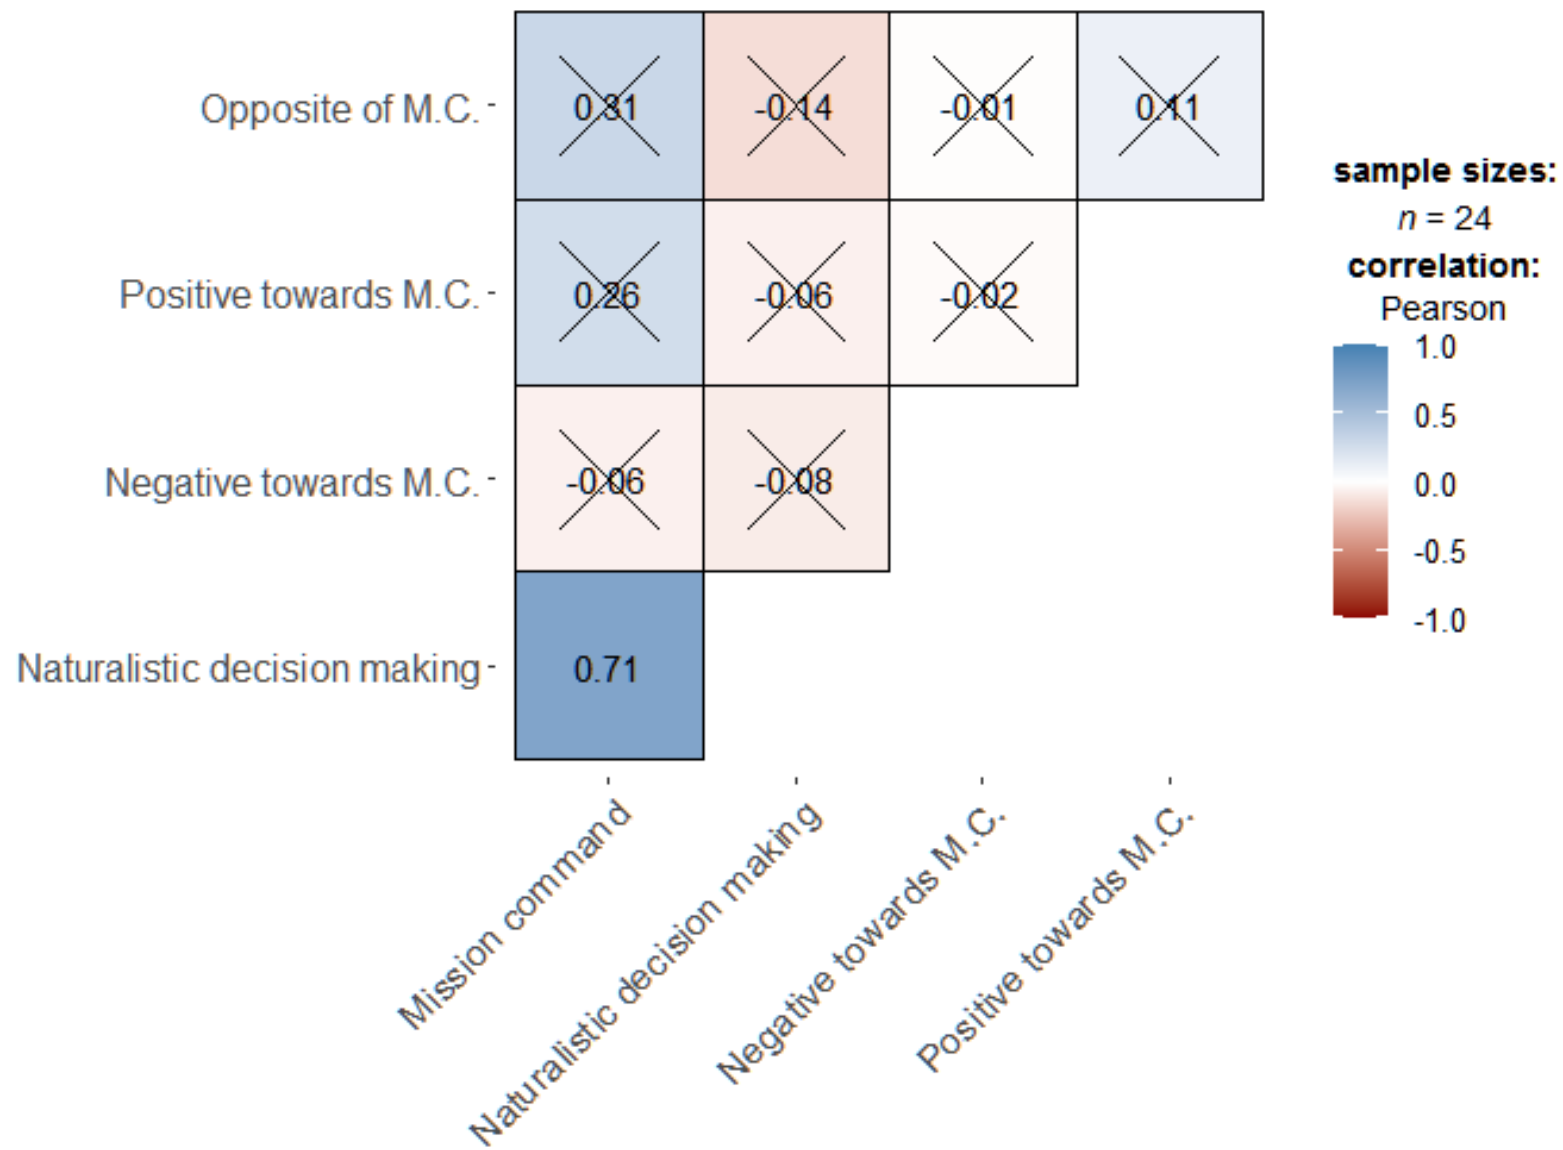 Opposite of M.C. 0.31 -0.14 -0.01 0.11
Positive towards M.C. 0.26 -0.06 -0.02
Negative towards M.C. -0.06 -0.08
Naturalistic decision making 0.71
Mission command
Naturalistic decision making
Negative towards M.C.
Positive towards M.C.
sample sizes:
n = 24
correlation:
Pearson
1.0
0.5
0.0
-0.5
-1.0